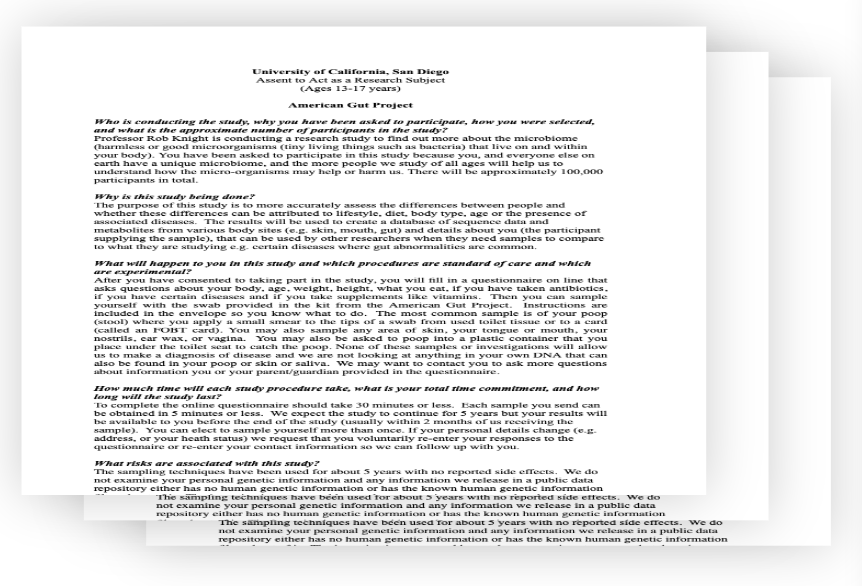 University of California, San Diego
Assent to Act as a Research Subject
(Ages 13-17 years)
American Gut Project
Who is conducting the study, why you have been asked to participate, how you were selected,
and what is the approximate number of participants in the study?
Professor Rob Knight is conducting a research study to find out more about the microbiome
(harmless or good microorganisms (tiny living things such as bacteria) that live on and within
your body). You have been asked to participate in this study because you, and everyone else on
earth have a unique microbiome, and the more people we study of all ages will help us to
understand how the micro-organisms may help or harm us. There will be approximately 100,000
participants in total.
Why is this study being done?
The purpose of this study is to more accurately assess the differences between people and
whether these differences can be attributed to lifestyle, diet, body type, age or the presence of
associated diseases. The results will be used to create a database of sequence data and
metabolites from various body sites (e.g. skin, mouth, gut) and details about you (the participant
supplying the sample), that can be used by other researchers when they need samples to compare
to what they are studying e.g. certain diseases where gut abnormalities are common.
What will happen to you in this study and which procedures are standard of care and which
are experimental?
After you have consented to taking part in the study, you will fill in a questionnaire on line that
asks questions about your body, age, weight, height, what you eat, if you have taken antibiotics,
if you have certain diseases and if you take supplements like vitamins. Then you can sample
yourself with the swab provided in the kit from the American Gut Project. Instructions are
included in the envelope so you know what to do. The most common sample is of your poop
(stool) where you apply a small smear to the tips of a swab from used toilet tissue or to a card
(called an FOBT card). You may also sample any area of skin, your tongue or mouth, your
nostrils, ear wax, or vagina. You may also be asked to poop into a plastic container that you
place under the toilet seat to catch the poop. None of these samples or investigations will allow
us to make a diagnosis of disease and we are not looking at anything in your own DNA that can
also be found in your poop or skin or saliva. We may want to contact you to ask more questions
about information you or your parent/guardian provided in the questionnaire.
How much time will each study procedure take, what is your total time commitment, and how
long will the study last?
To complete the online questionnaire should take 30 minutes or less. Each sample you send can
be obtained in 5 minutes or less. We expect the study to continue for 5 years but your results will
be available to you before the end of the study (usually within 2 months of us receiving the
sample). You can elect to sample yourself more than once. If your personal details change (e.g.
address, or your heath status) we request that you voluntarily re-enter your responses to the
questionnaire or re-enter your contact information so we can follow up with you.
What risks are associated with this study?
The sampling techniques have been used for about 5 years with no reported side effects. We do
not examine your personal genetic information and any information we release in a public data
repository either has no human genetic information or has the known human genetic information
The sampling techniques have been used for about 5 years with no reported side effects. We do
not examine your personal genetic information and any information we release in a public data
repository either has no human genetic information or has the known human genetic information
The sampling techniques have been used for about 5 years with no reported side effects. We do
not examine your personal genetic information and any information we release in a public data
repository either has no human genetic information or has the known human genetic information